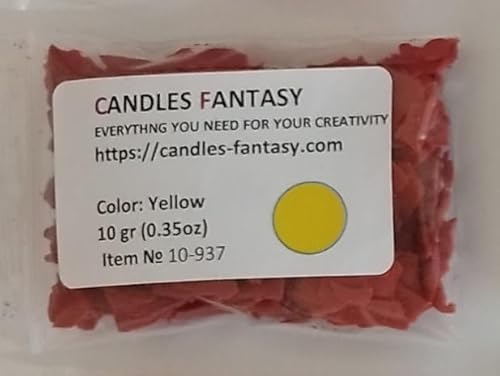 CANDLES FANTASY
EVERYTHNG YOU NEED FOR YOUR CREATIVITY
https://candles-fantasy.com
Color: Yellow
10 gr (0.35oz)
Item № 10-937